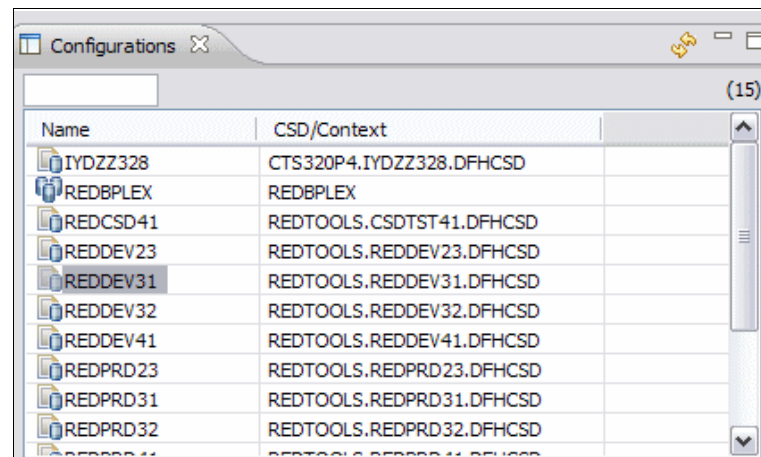 Configurations
(15)
Name CSD/Context
IYDZZ328 CTS320P4.IYDZZ328.DFHCSD
REDBPLEX REDBPLEX
REDCSD41 REDTOOLS.CSDTST41.DFHCSD
REDDEV23 REDTOOLS.REDDEV23.DFHCSD
REDDEV31 REDTOOLS.REDDEV31.DFHCSD
REDDEV32 REDTOOLS.REDDEV32.DFHCSD
REDDEV41 REDTOOLS.REDDEV41.DFHCSD
REDPRD23 REDTOOLS.REDPRD23.DFHCSD
REDPRD31 REDTOOLS.REDPRD31.DFHCSD
REDPRD32 REDTOOLS.REDPRD32.DFHCSD